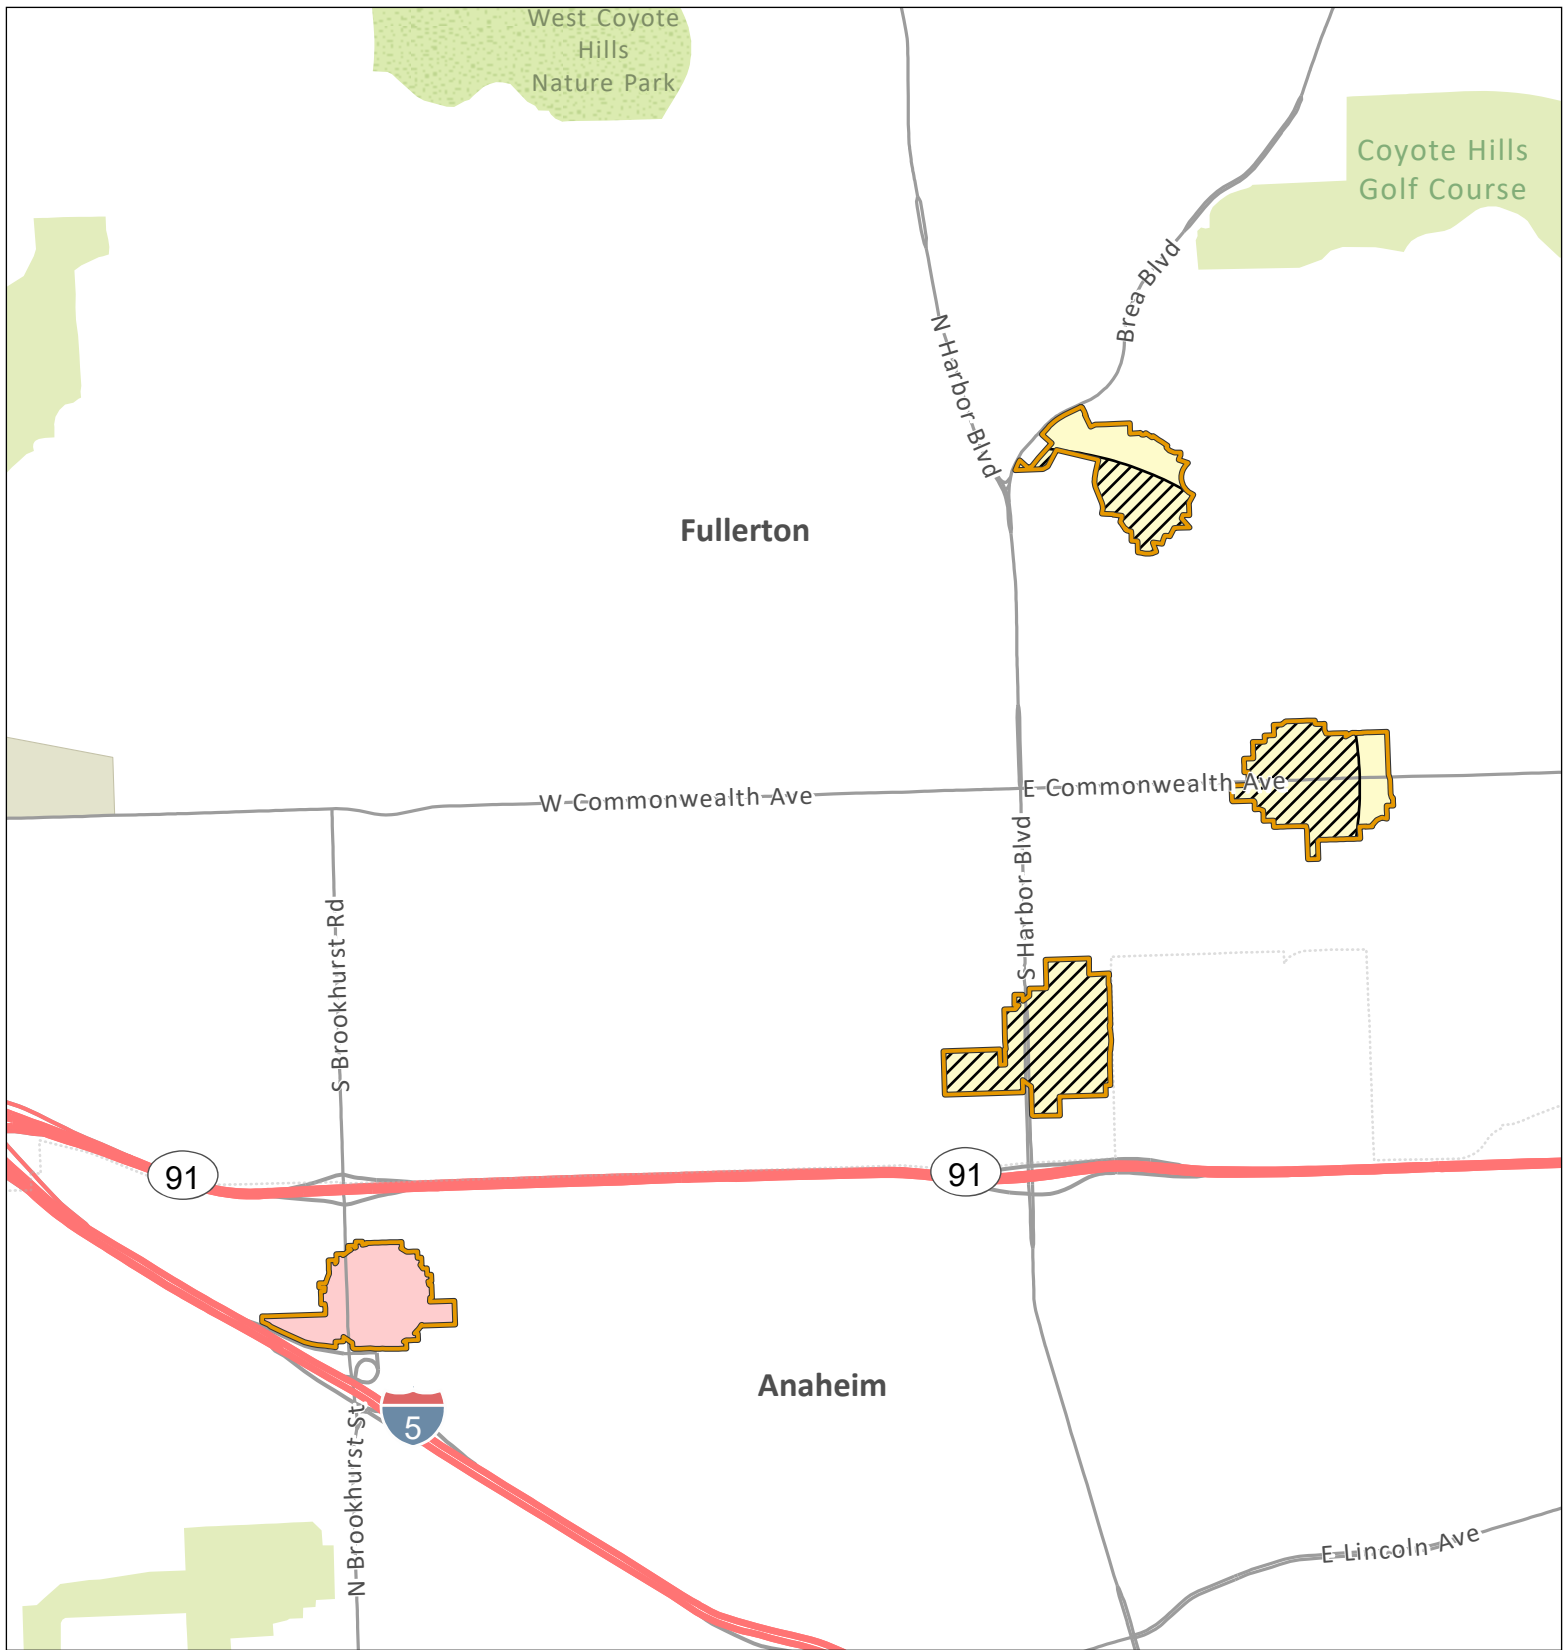 West Coyote
Hills
Nature Park
Coyote Hills
Golf Course
Brea Blvd
N Harbor Blvd
Fullerton
W Commonwealth Ave
E Commonwealth Ave
S Harbor Blvd
S Brookhurst Rd
91
91
Anaheim
5
N Brookhurst St
E Lincoln Ave